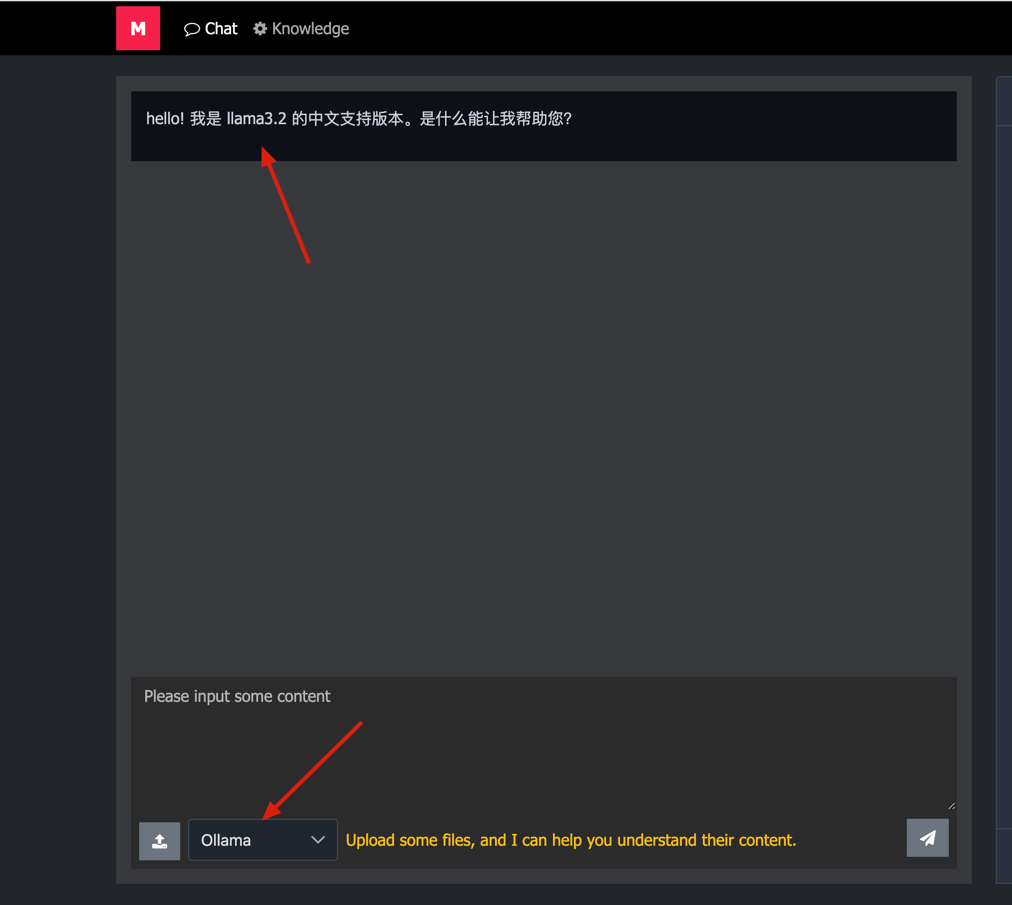 M
Chat
Knowledge
hello! 我是 llama3.2 的中文支持版本。是什么能让我帮助您?
Please input some content
Ollama
Upload some files, and I can help you understand their content.